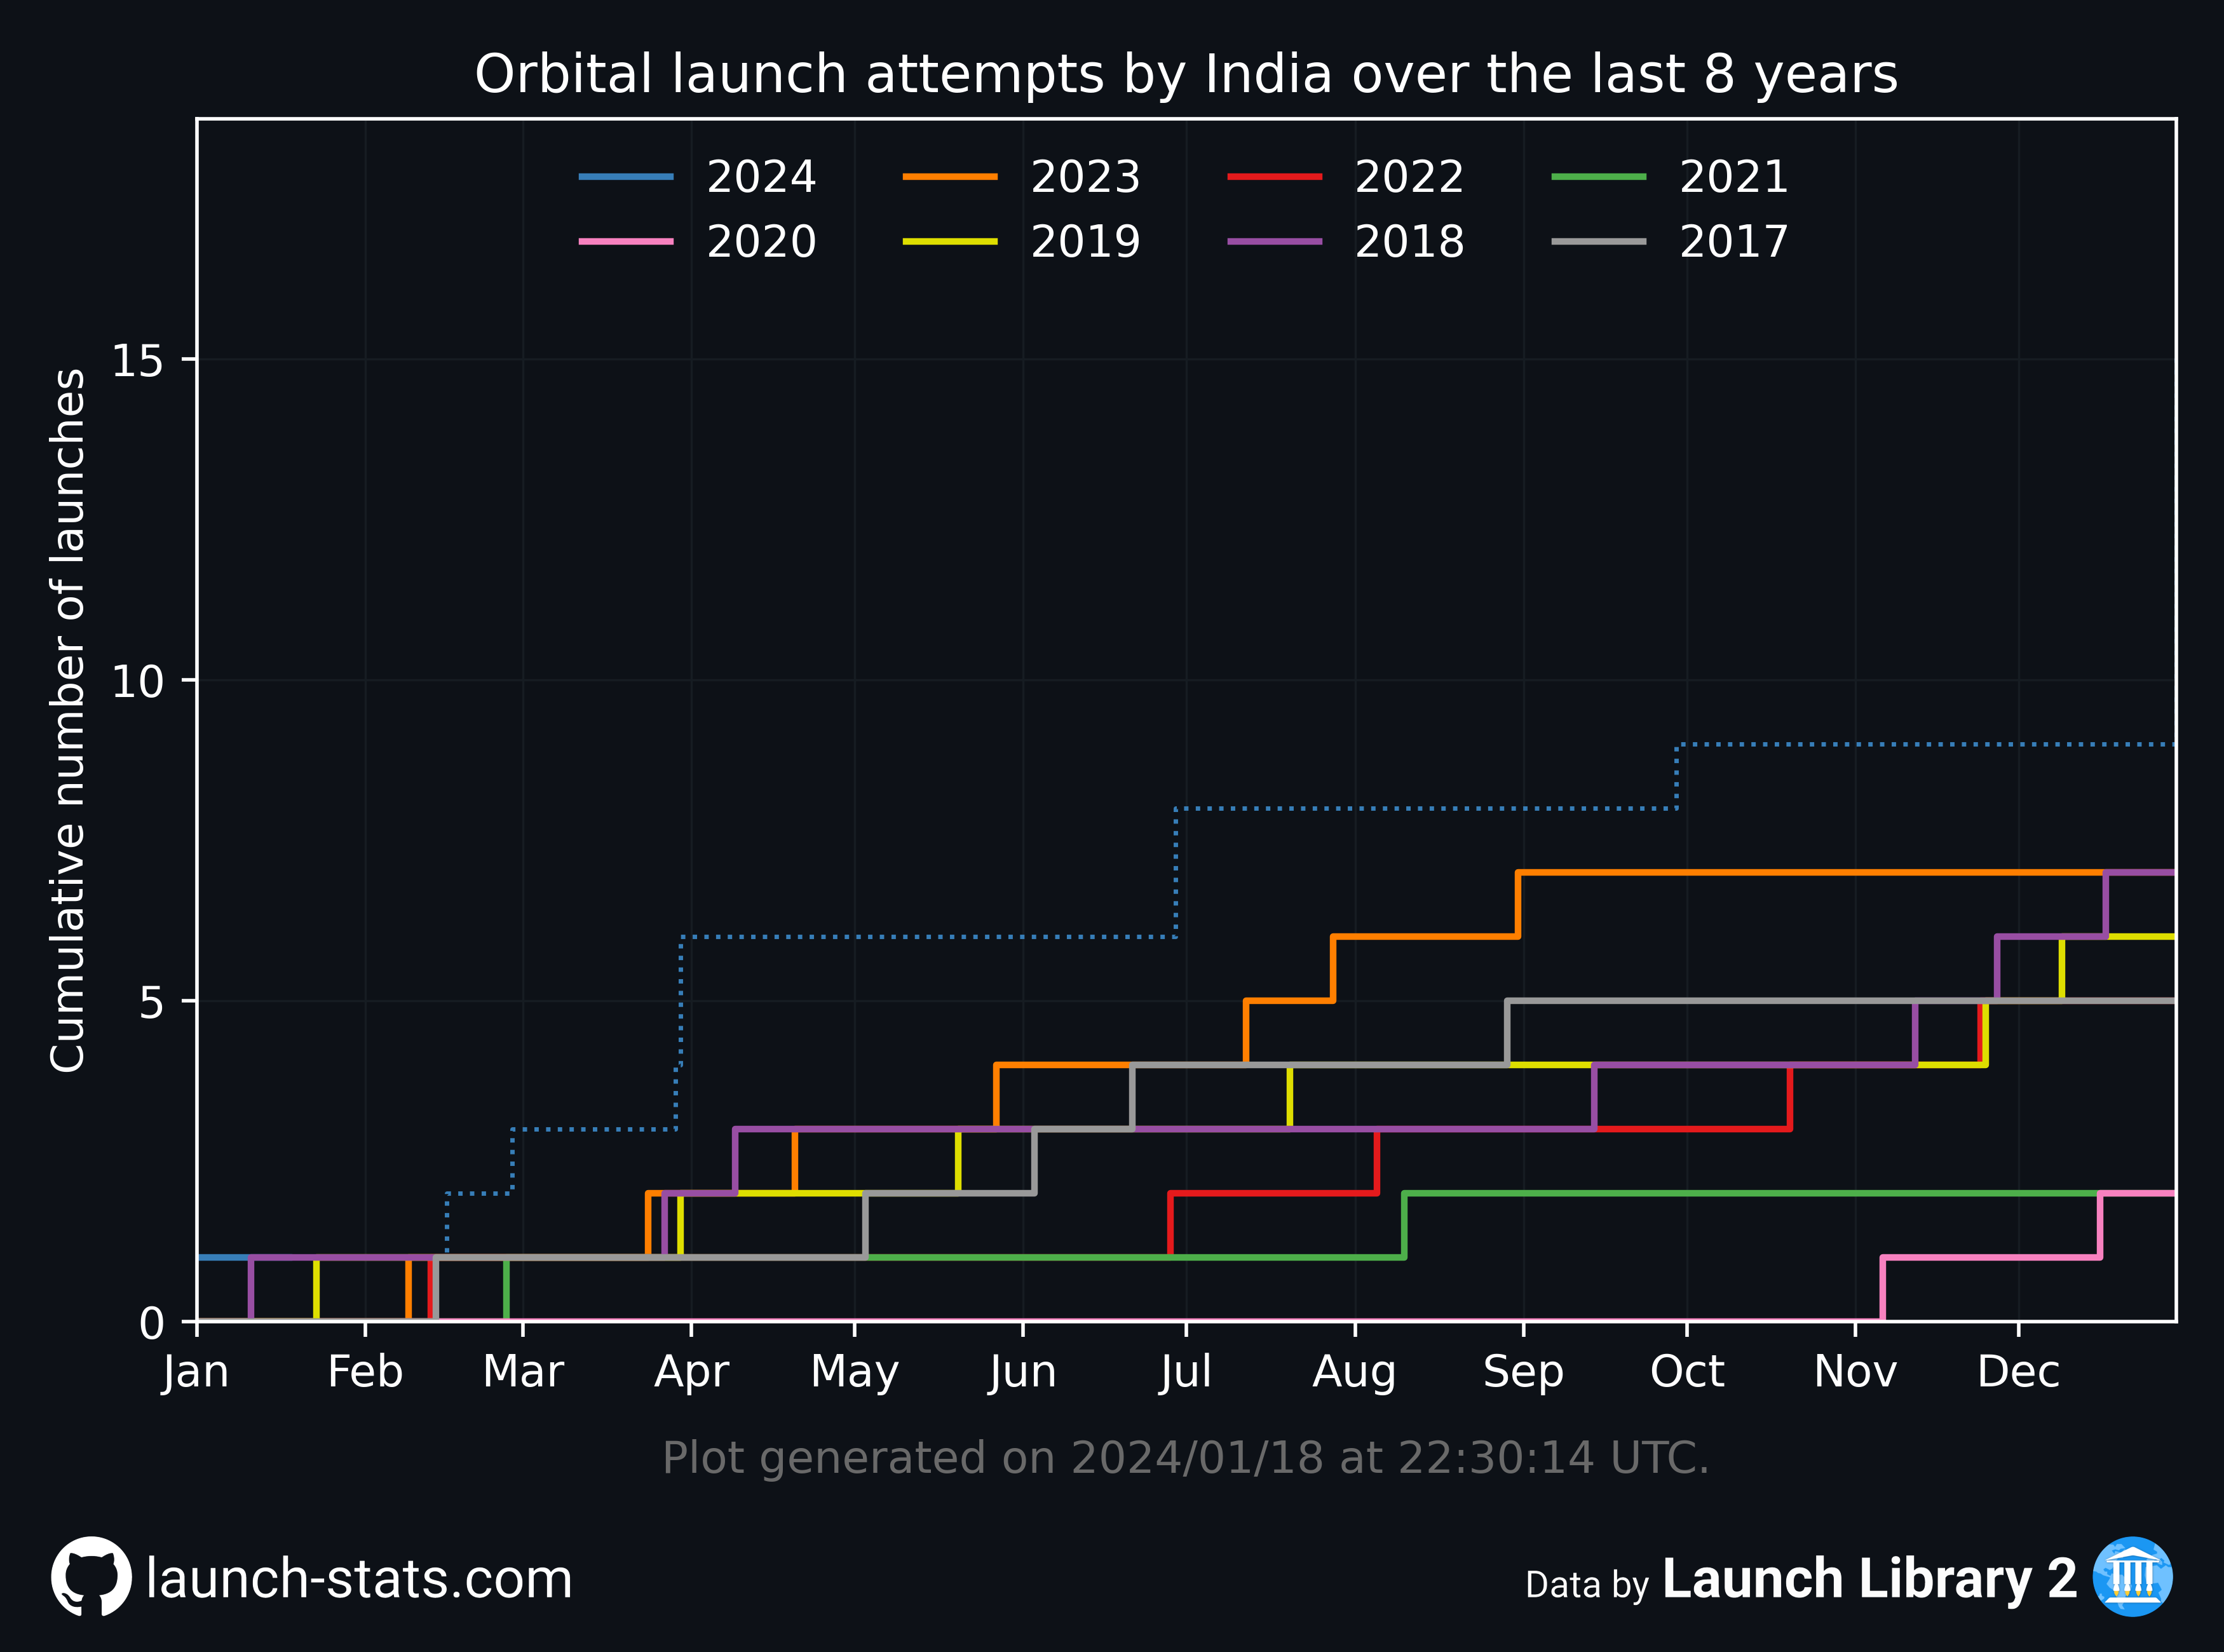 Orbital launch attempts by India over the last 8 years
2024 2023 2022 2021
2020 2019 2018 2017
Cumulative number of launches
15
10
5
0
Jan Feb Mar Apr May Jun Jul Aug Sep Oct Nov Dec
Plot generated on 2024/01/18 at 22:30:14 UTC.
launch-stats.com
Data by Launch Library 2